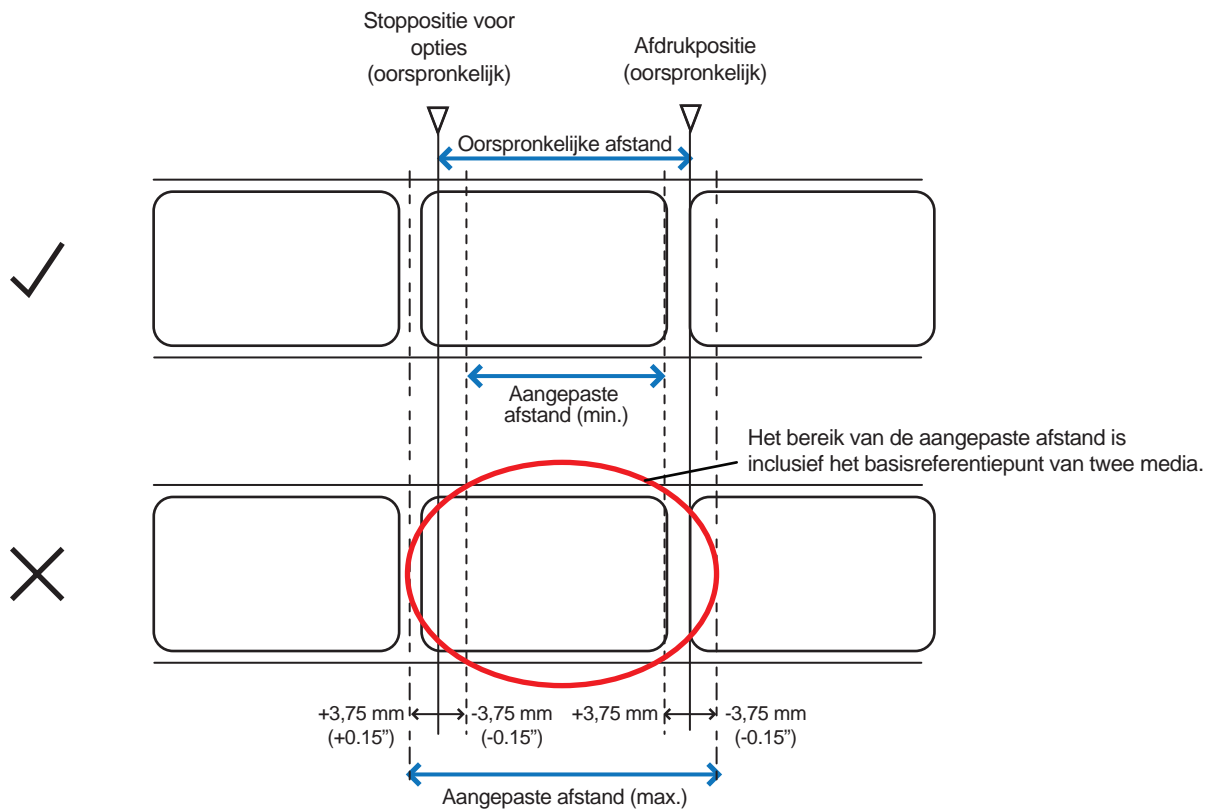 Stoppositie voor
opties
(oorspronkelijk)
Afdrukpositie
(oorspronkelijk)
Oorspronkelijke afstand
Aangepaste
afstand (min.)
Het bereik van de aangepaste afstand is
inclusief het basisreferentiepunt van twee media.
+3,75 mm
(+0.15”)
-3,75 mm
(-0.15”)
+3,75 mm
-3,75 mm
(-0.15”)
Aangepaste afstand (max.)